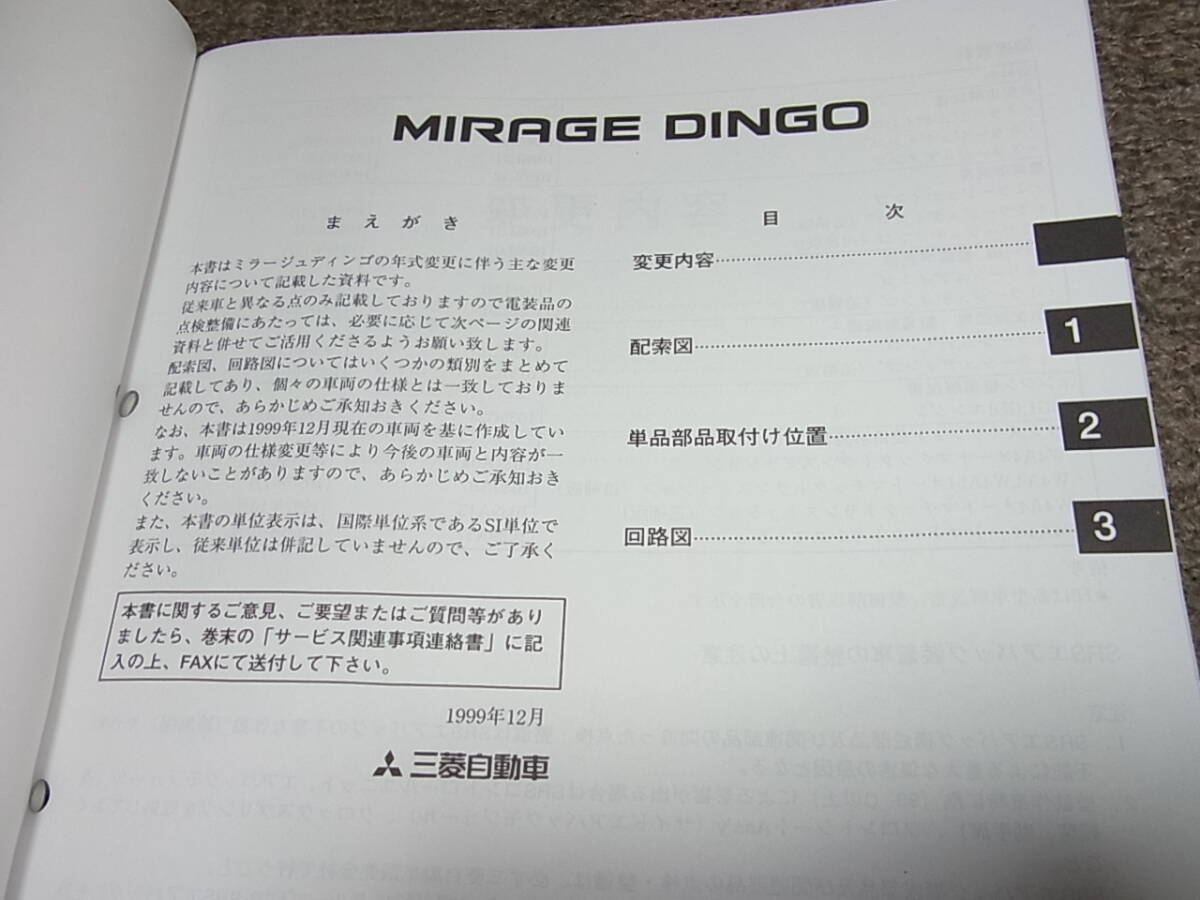 MIRAGE DINGO
まえがき
本書はミラージュディンゴの年式変更に伴う主な変更
内容について記載した資料です。
従来車と異なる点のみ記載しておりますので電装品の
点検整備にあたっては、必要に応じて次ページの関連
資料と併せてご活用くださるようお願い致します。
配索図、回路図についてはいくつかの類別をまとめて
記載してあり、個々の車両の仕様とは一致しておりま
せんので、あらかじめご承知おきください。
なお、本書は1999年12月現在の車両を基に作成してい
ます。車両の仕様変更等により今後の車両と内容が一
致しないことがありますので、あらかじめご承知おき
ください。
また、本書の単位表示は、国際単位系であるSI単位で
表示し、従来単位は併記していませんので、ご了承く
ださい。
本書に関するご意見、ご要望またはご質問等があり
ましたら、巻末の「サービス関連事項連絡書」に記
入の上、FAXにて送付して下さい。
1999年12月
三菱自動車
目次
変更内容
配索図 1
単品部品取付け位置 2
回路図 3